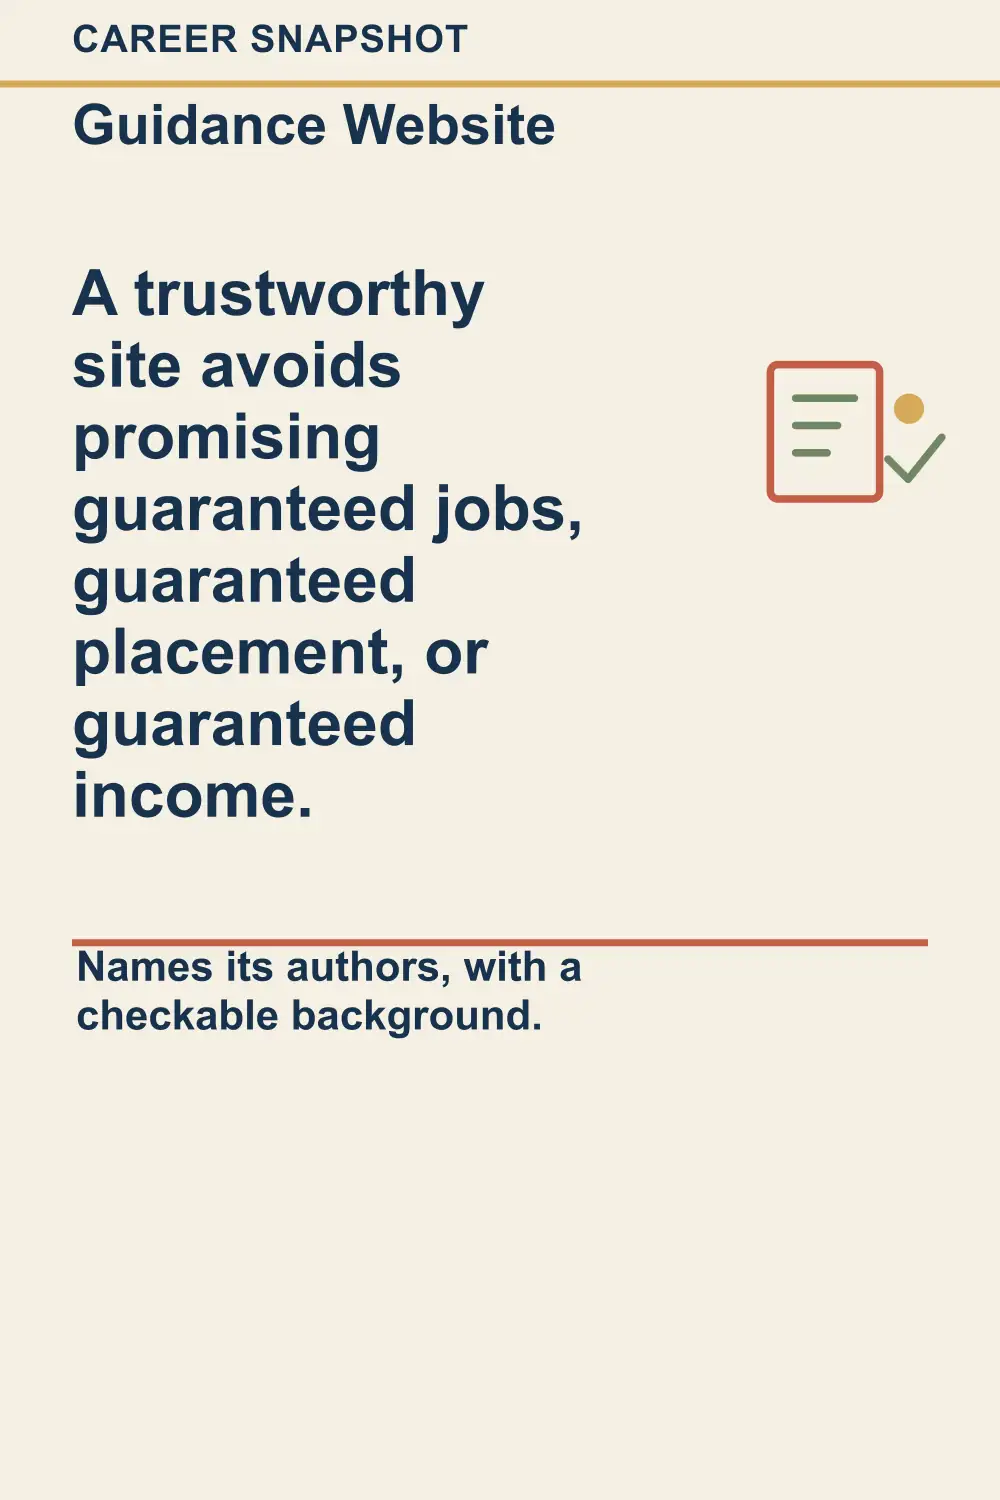 CAREER SNAPSHOT
Guidance Website
A trustworthy
site avoids
promising
guaranteed jobs,
guaranteed
placement, or
guaranteed
income.
Names its authors, with a
checkable background.